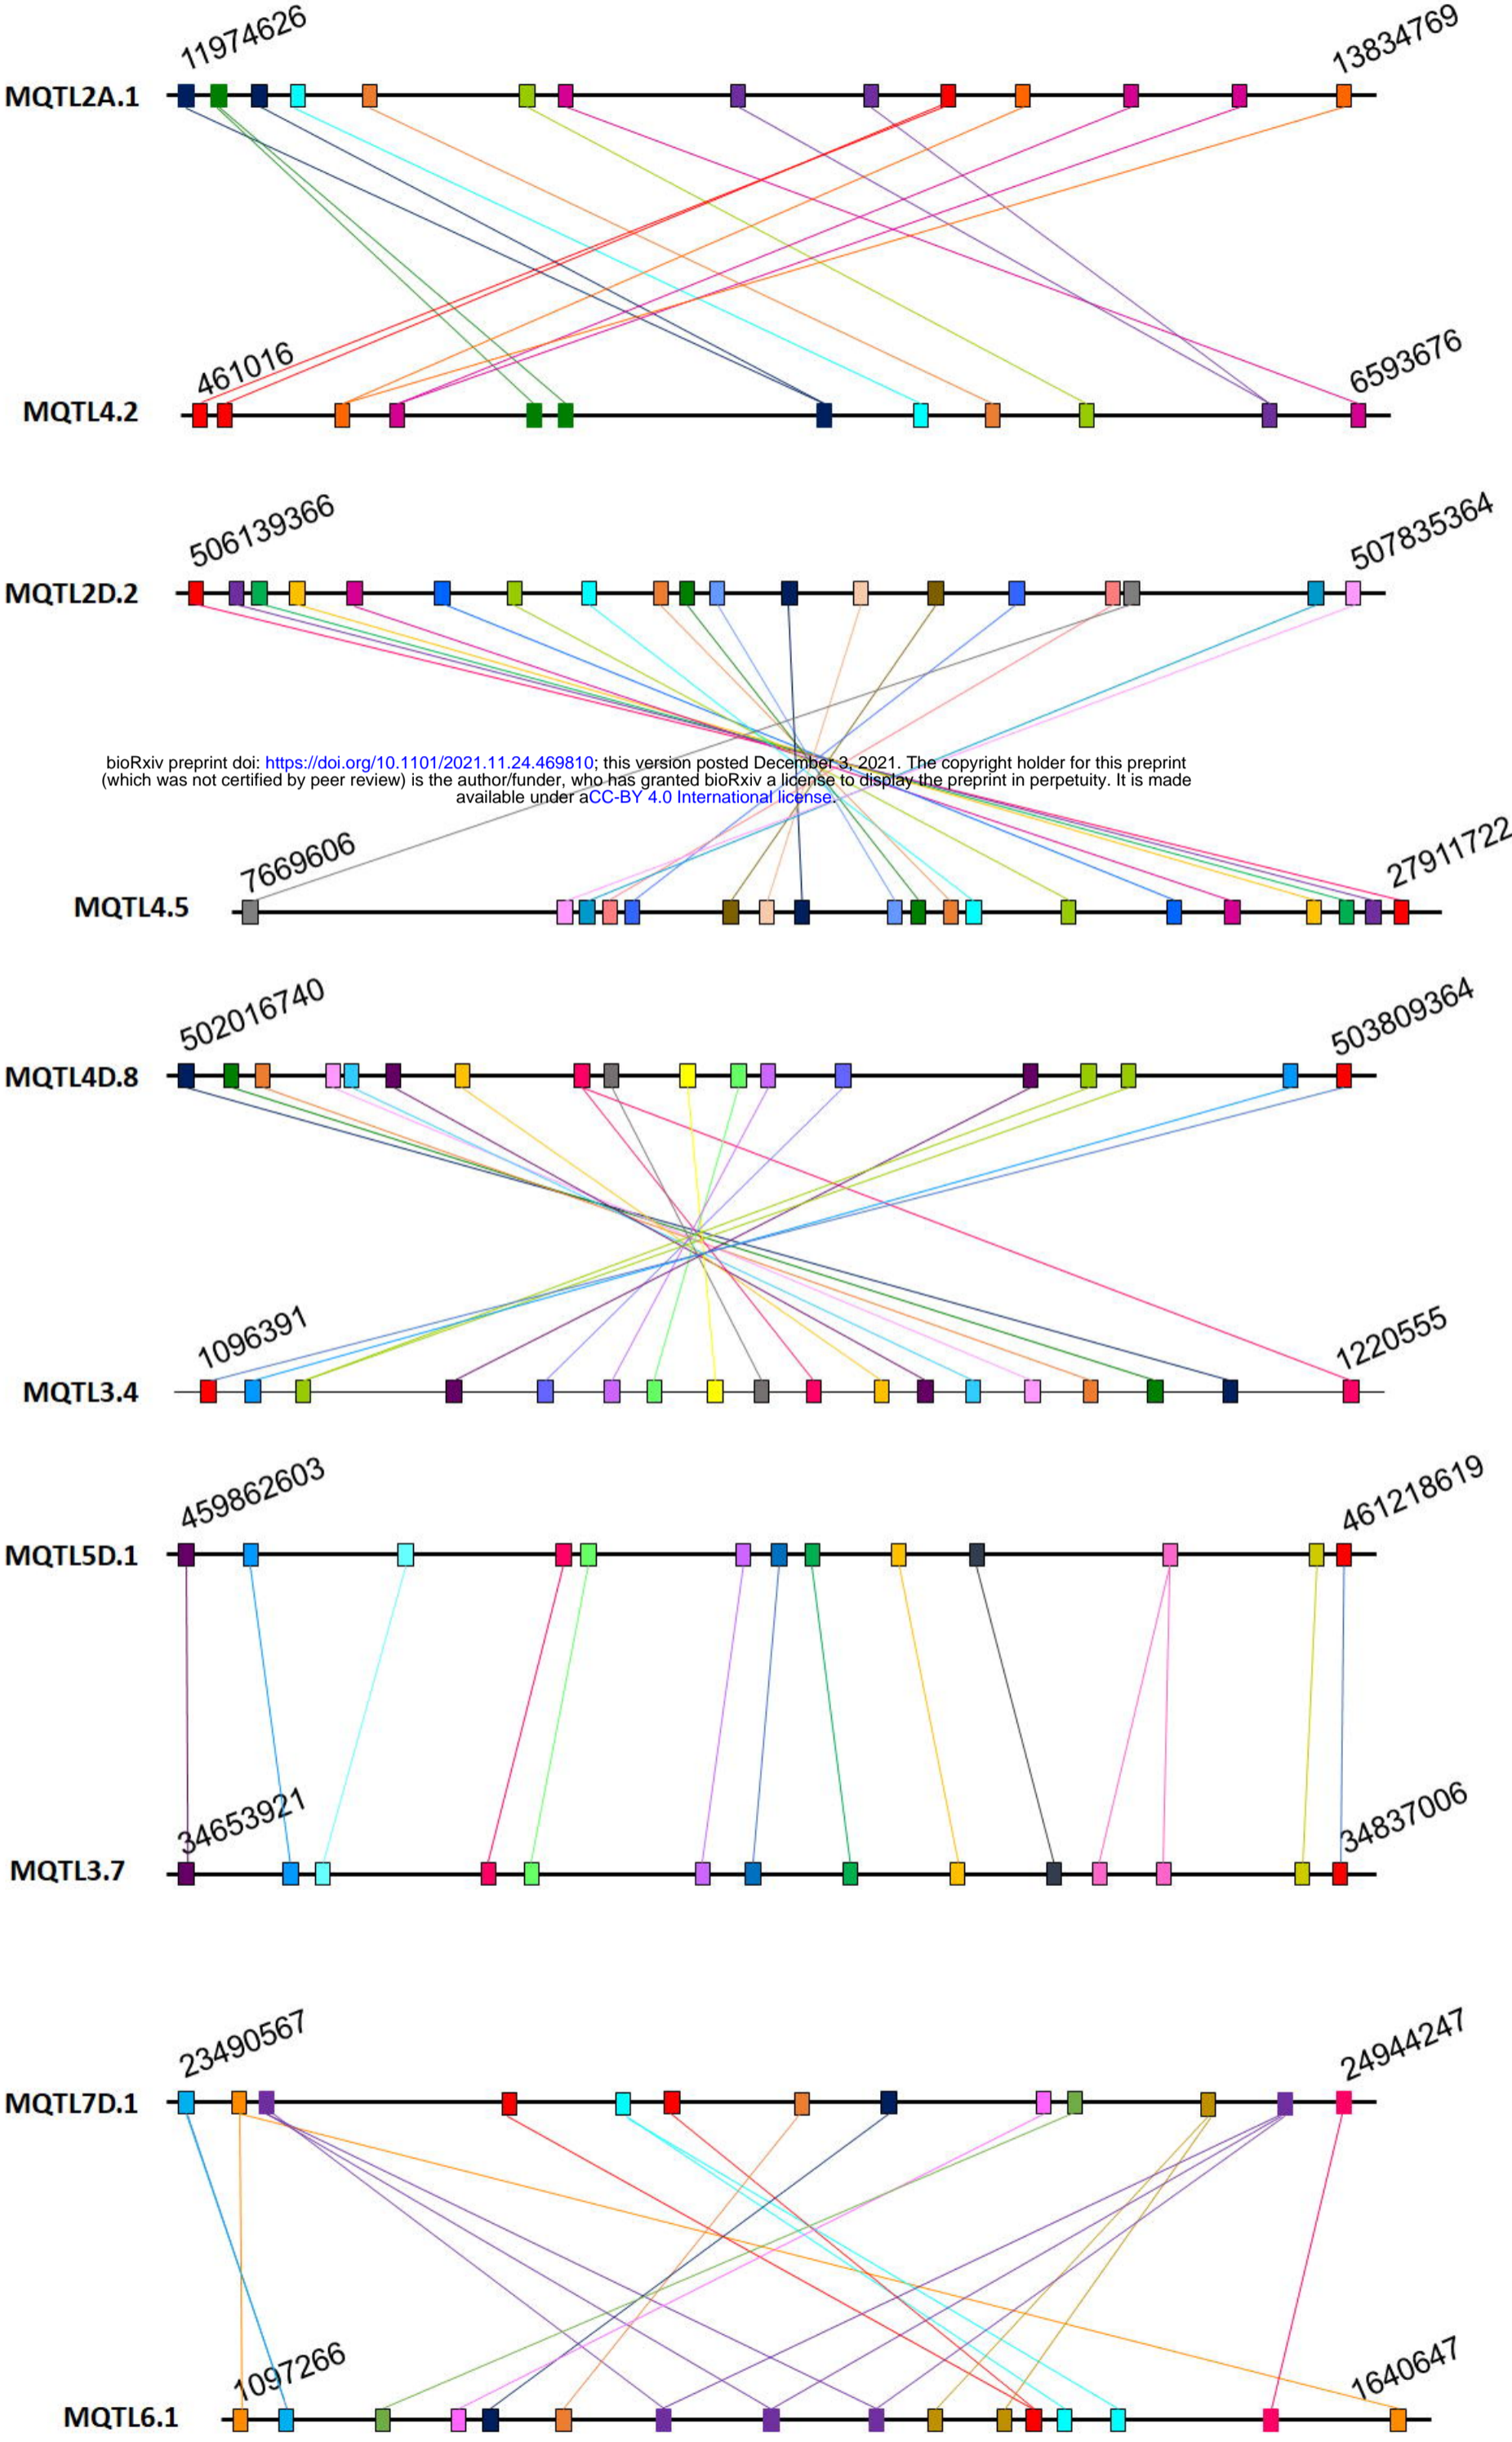 11974626
13834769
MQTL2A.1
461016
6593676
MQTL4.2
506139366
507835364
MQTL2D.2
bioRxiv preprint doi: https://doi.org/10.1101/2021.11.24.469810; this version posted December 3, 2021. The copyright holder for this preprint
(which was not certified by peer review) is the author/funder, who has granted bioRxiv a license to display the preprint in perpetuity. It is made
available under aCC-BY 4.0 International license.
7669606
27911722
MQTL4.5
502016740
503809364
MQTL4D.8
1096391
1220555
MQTL3.4
459862603
461218619
MQTL5D.1
34653921
34837006
MQTL3.7
23490567
24944247
MQTL7D.1
1097266
1640647
MQTL6.1